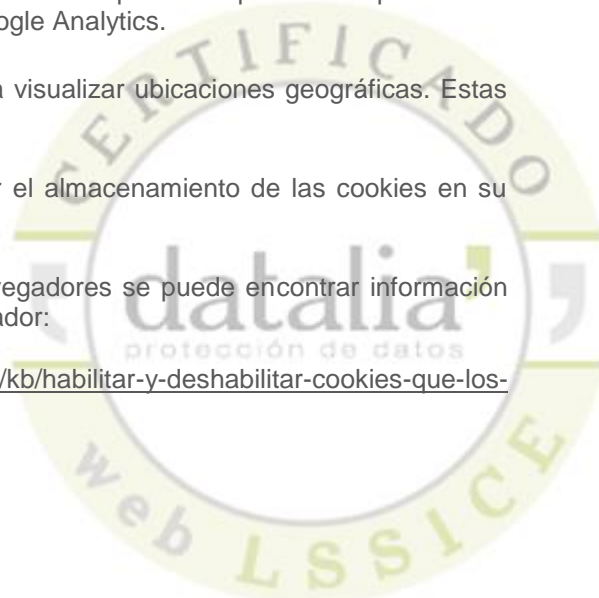 ogle Analytics.
a visualizar ubicaciones geográficas. Estas
r el almacenamiento de las cookies en su
egadores se puede encontrar información
ador:
/kb/habilitar-y-deshabilitar-cookies-que-los-
CERTIFICADO
datalia
protección de datos
web LSSICE